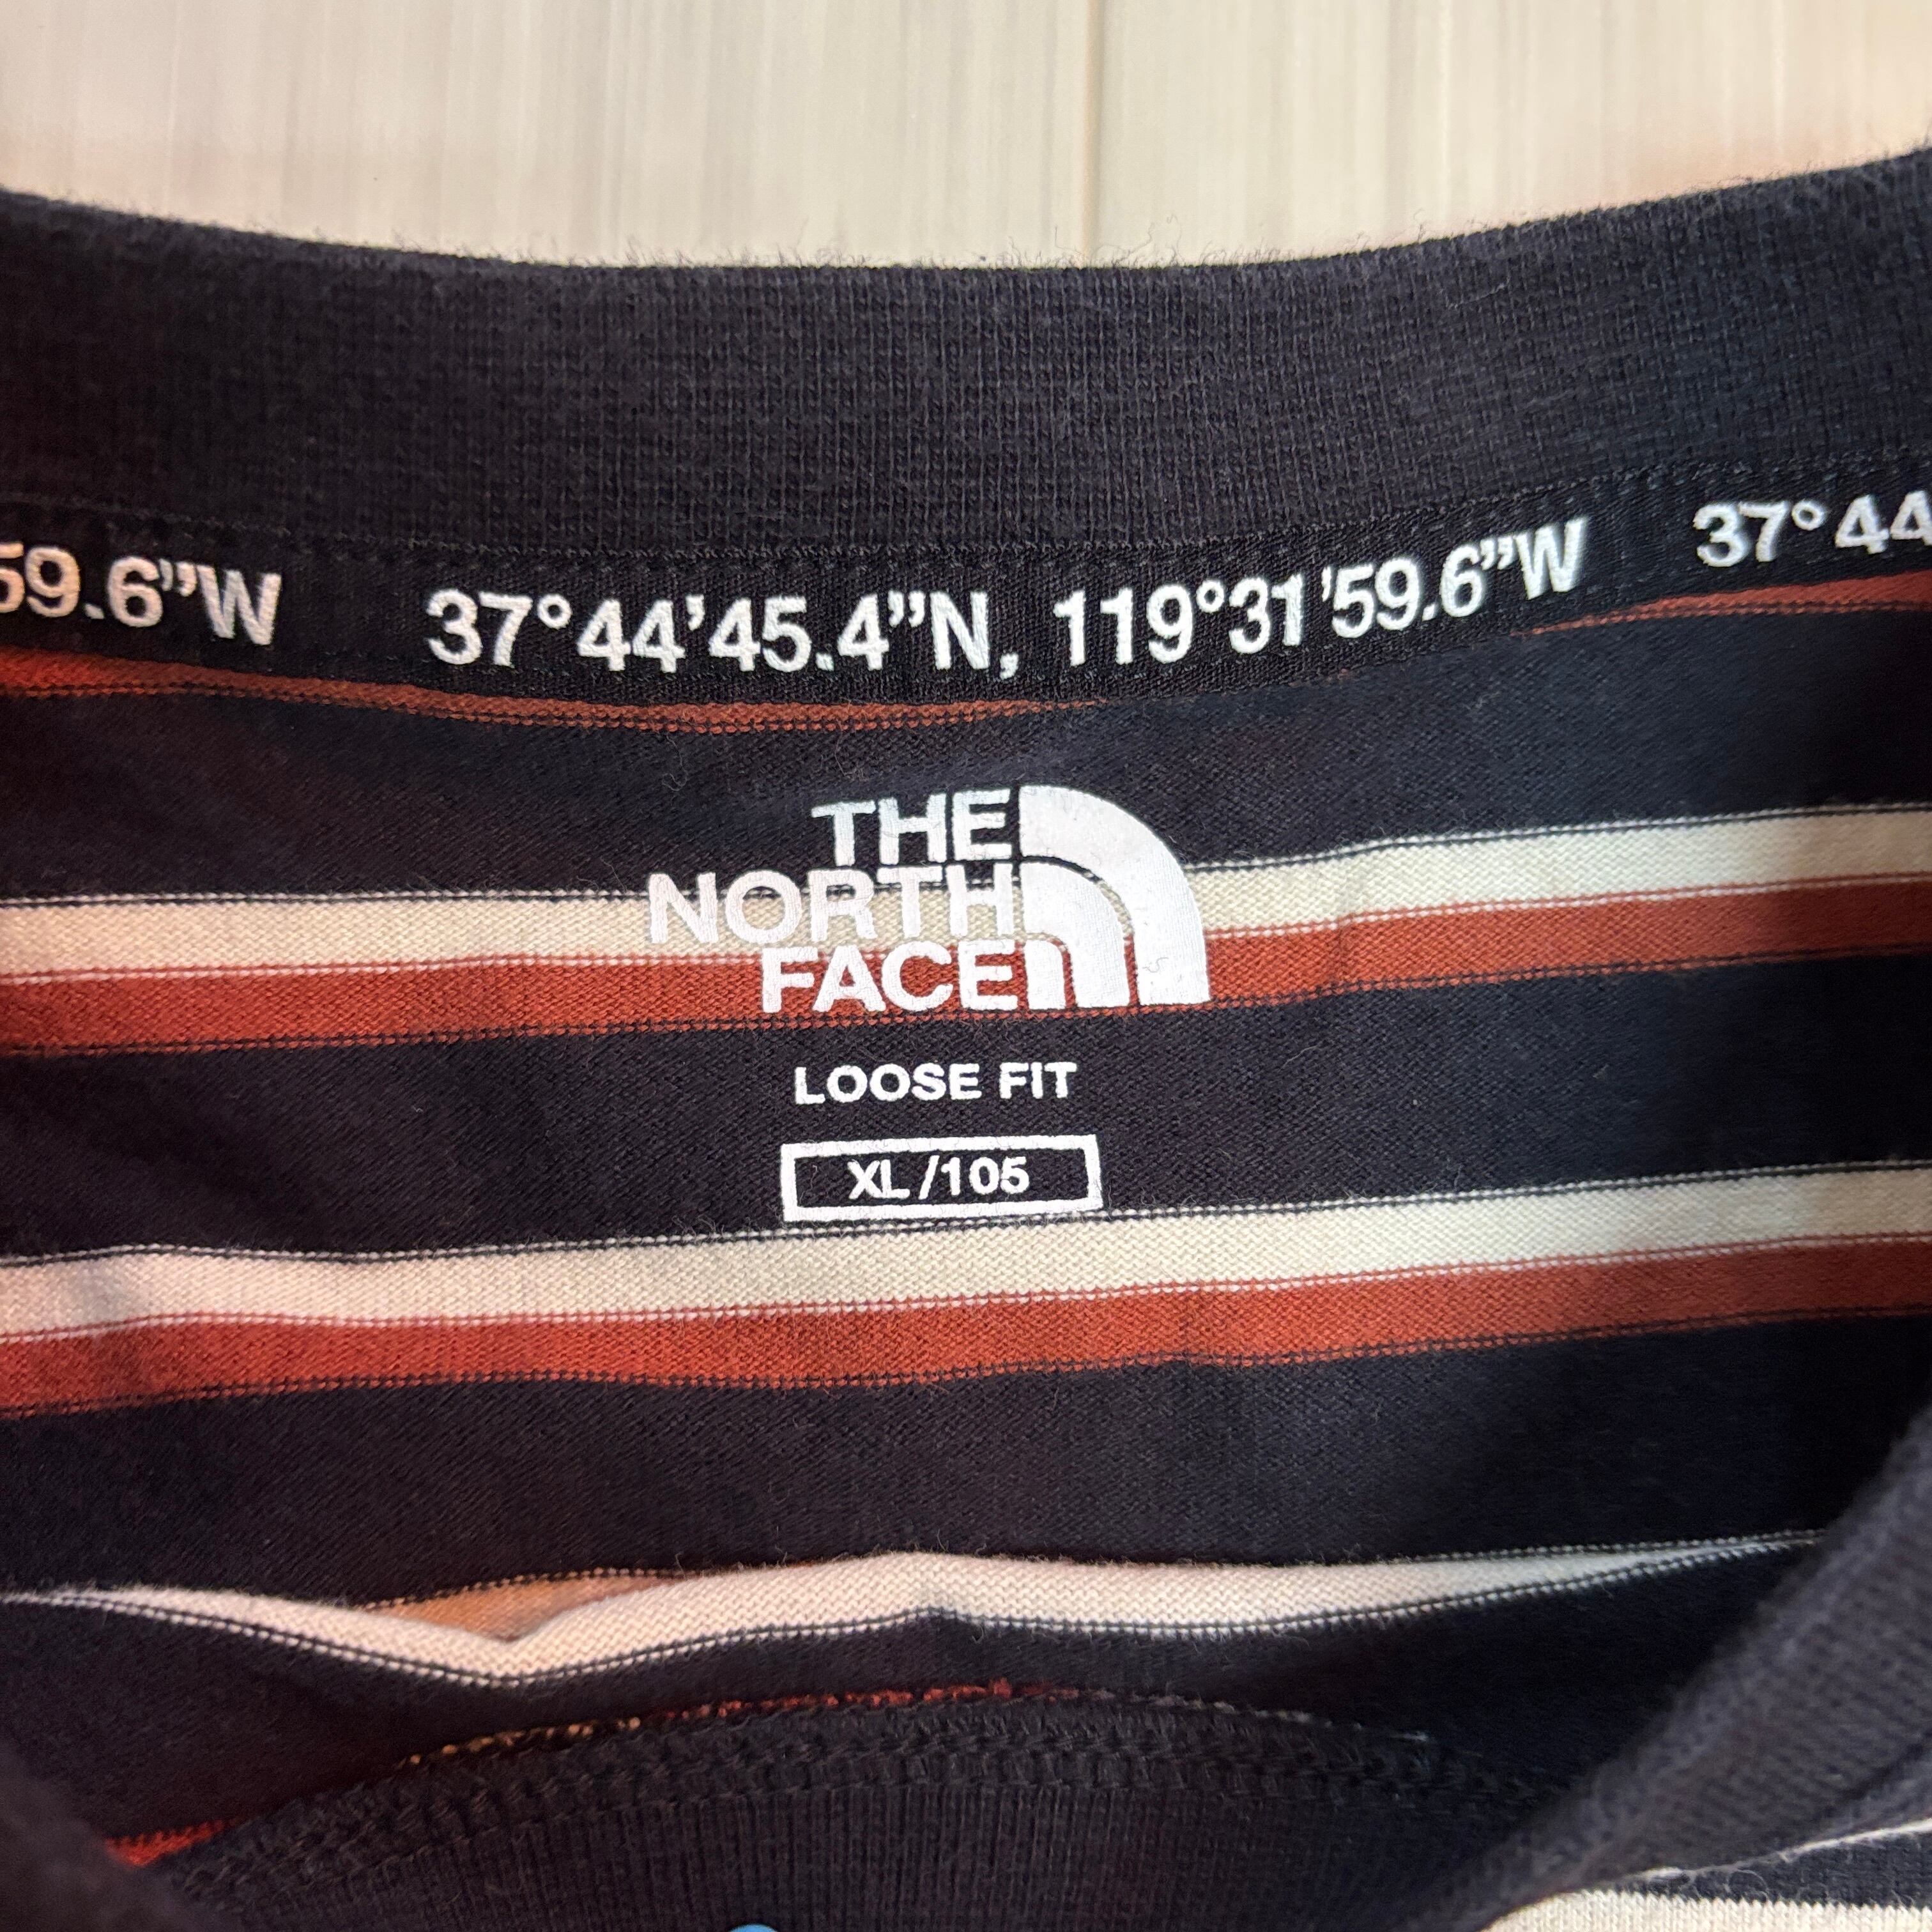 59.6”W 37°44’45.4”N, 119°31’59.6”W 37°44
THE
NORTH
FACE
LOOSE FIT
XL/105